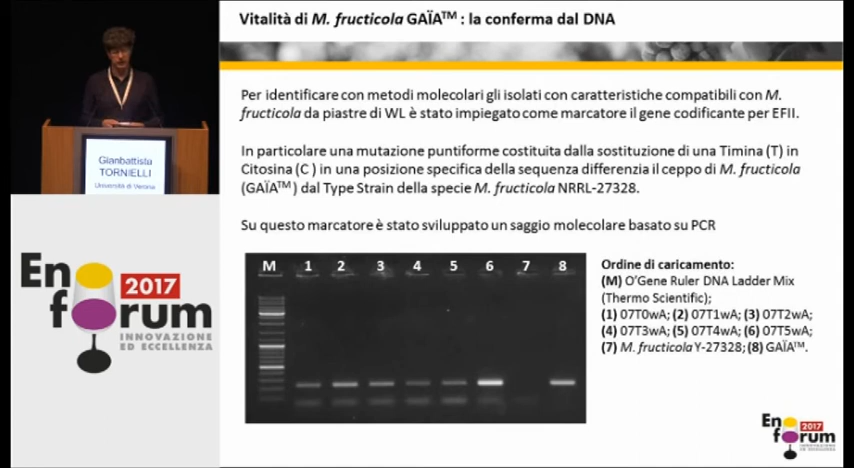 Vitalità di M. fructicola GAÏA™ : la conferma dal DNA
Gianbattista
TORNIELLI
Università di Verona
Per identificare con metodi molecolari gli isolati con caratteristiche compatibili con M.
fructicola da piastre di WL è stato impiegato come marcatore il gene codificante per EFII.
In particolare una mutazione puntiforme costituita dalla sostituzione di una Timina (T) in
Citosina (C ) in una posizione specifica della sequenza differenzia il ceppo di M. fructicola
(GAÏA™) dal Type Strain della specie M. fructicola NRRL-27328.
Su questo marcatore è stato sviluppato un saggio molecolare basato su PCR
M 1 2 3 4 5 6 7 8
Ordine di caricamento:
(M) O'Gene Ruler DNA Ladder Mix
(Thermo Scientific);
(1) 07T0wA; (2) 07T1wA; (3) 07T2wA;
(4) 07T3wA; (5) 07T4wA; (6) 07T5wA;
(7) M. fructicola Y-27328; (8) GAÏA™.
Enoforum
2017
INNOVAZIONE
ED ECCELLENZA
Enoforum
2017
INNOVAZIONE
ED ECCELLENZA